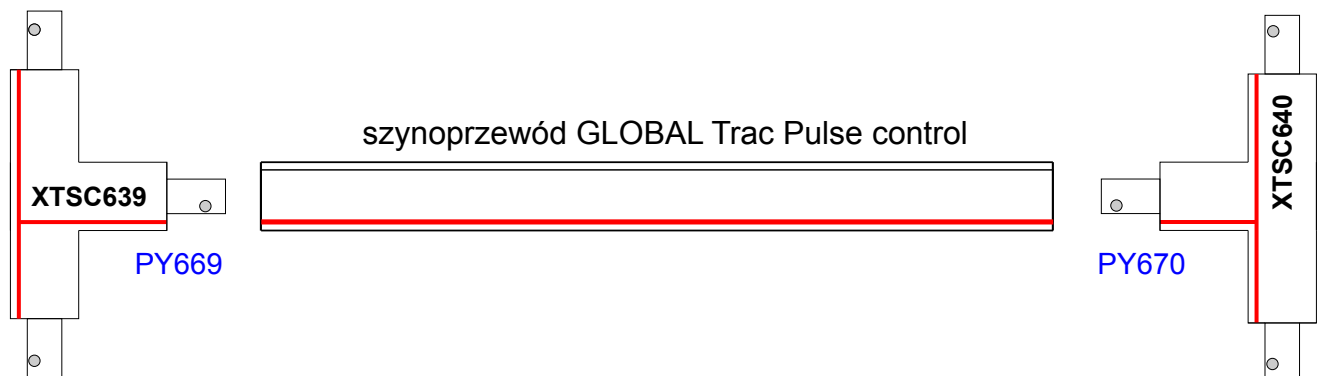 szynoprzewód GLOBAL Trac Pulse control
XTSC639
XTSC640
PY669
PY670